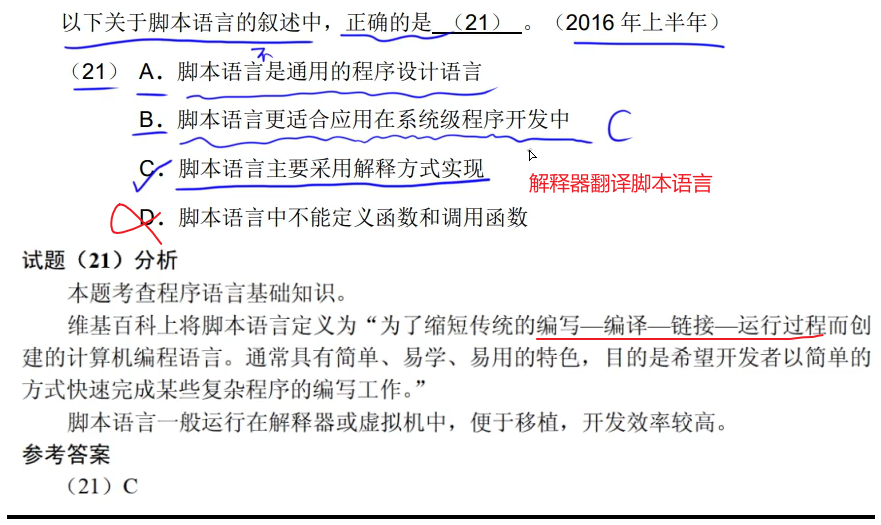 以下关于脚本语言的叙述中，正确的是 （21） 。（2016 年上半年）
不
（21） A．脚本语言是通用的程序设计语言
B．脚本语言更适合应用在系统级程序开发中 C
C．脚本语言主要采用解释方式实现
解释器翻译脚本语言
D．脚本语言中不能定义函数和调用函数
试题（21）分析
本题考查程序语言基础知识。
维基百科上将脚本语言定义为“为了缩短传统的编写—编译—链接—运行过程而创
建的计算机编程语言。通常具有简单、易学、易用的特色，目的是希望开发者以简单的
方式快速完成某些复杂程序的编写工作。”
脚本语言一般运行在解释器或虚拟机中，便于移植，开发效率较高。
参考答案
（21）C